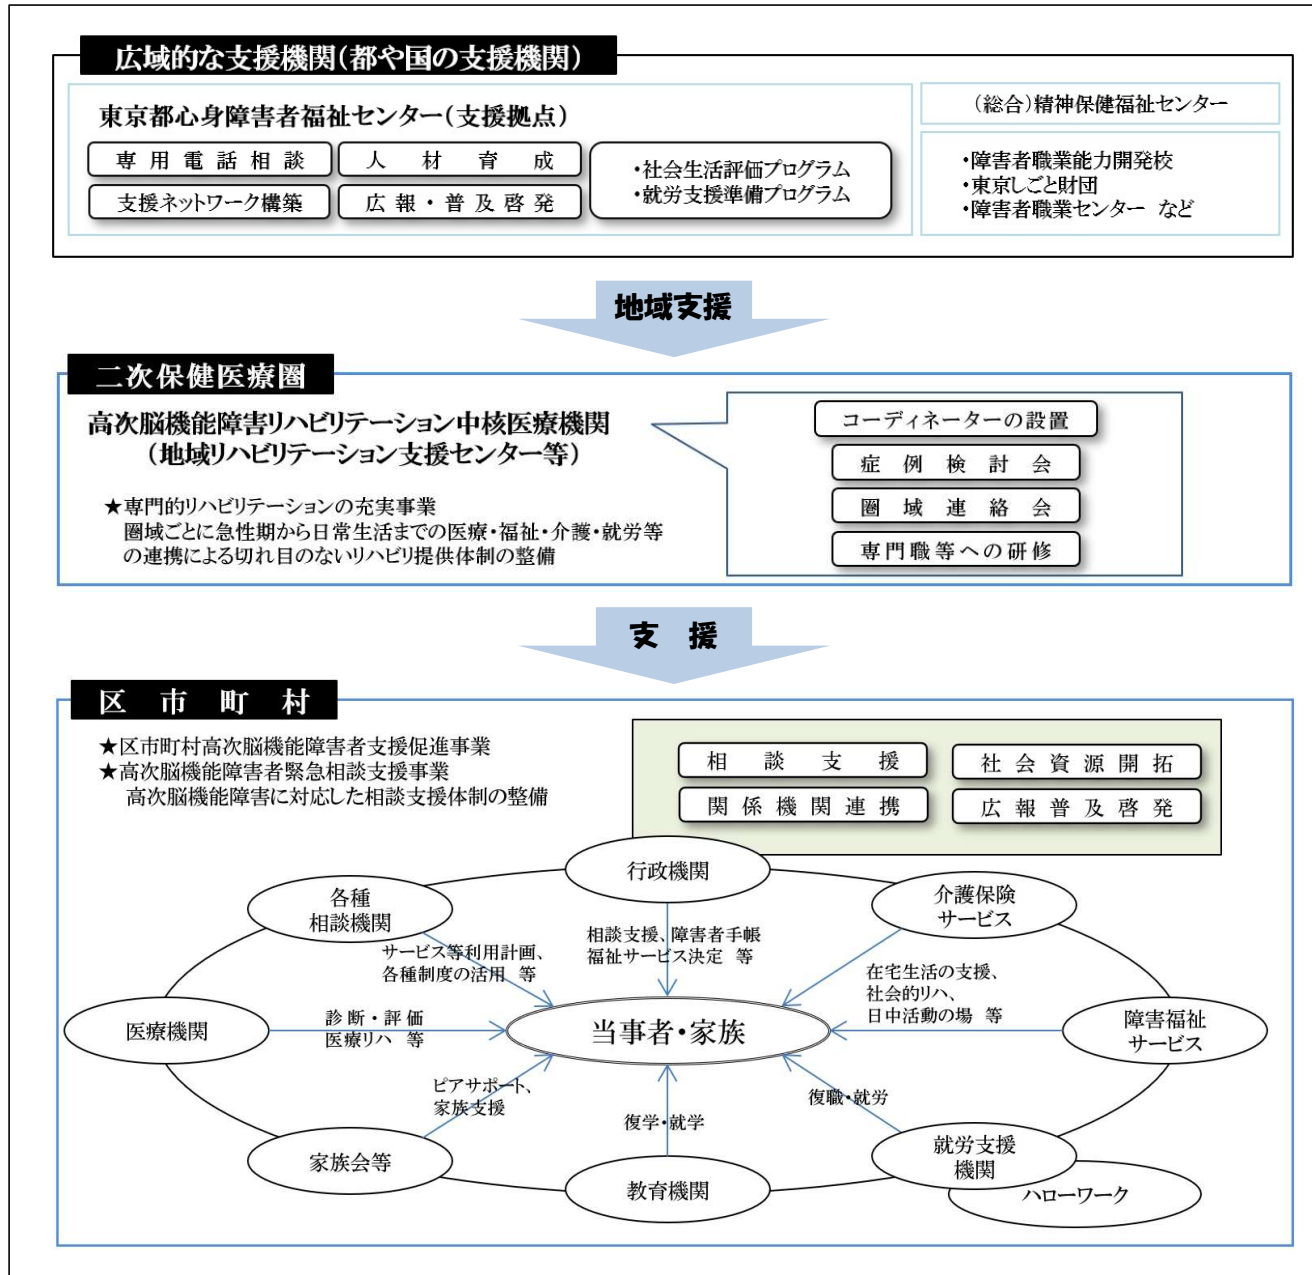 広域的な支援機関(都や国の支援機関)
東京都心身障害者福祉センター(支援拠点)
専用電話相談
人材育成
支援ネットワーク構築
広報・普及啓発
・社会生活評価プログラム
・就労支援準備プログラム
(総合)精神保健福祉センター
・障害者職業能力開発校
・東京しごと財団
・障害者職業センター など
地域支援
二次保健医療圏
高次脳機能障害リハビリテーション中核医療機関
(地域リハビリテーション支援センター等)
★専門的リハビリテーションの充実事業
圏域ごとに急性期から日常生活までの医療・福祉・介護・就労等
の連携による切れ目のないリハビリ提供体制の整備
コーディネーターの設置
症例検討会
圏域連絡会
専門職等への研修
支 援
区市町村
★区市町村高次脳機能障害者支援促進事業
★高次脳機能障害者緊急相談支援事業
高次脳機能障害に対応した相談支援体制の整備
相談支援
社会資源開拓
関係機関連携
広報普及啓発
行政機関
各種
相談機関
介護保険
サービス
相談支援、障害者手帳
福祉サービス決定 等
サービス等利用計画、
各種制度の活用 等
在宅生活の支援、
社会的リハ、
日中活動の場 等
医療機関
診断・評価
医療リハ 等
当事者・家族
障害福祉
サービス
ピアサポート、
家族支援
復学・就学
復職・就労
家族会等
教育機関
就労支援
機関
ハローワーク